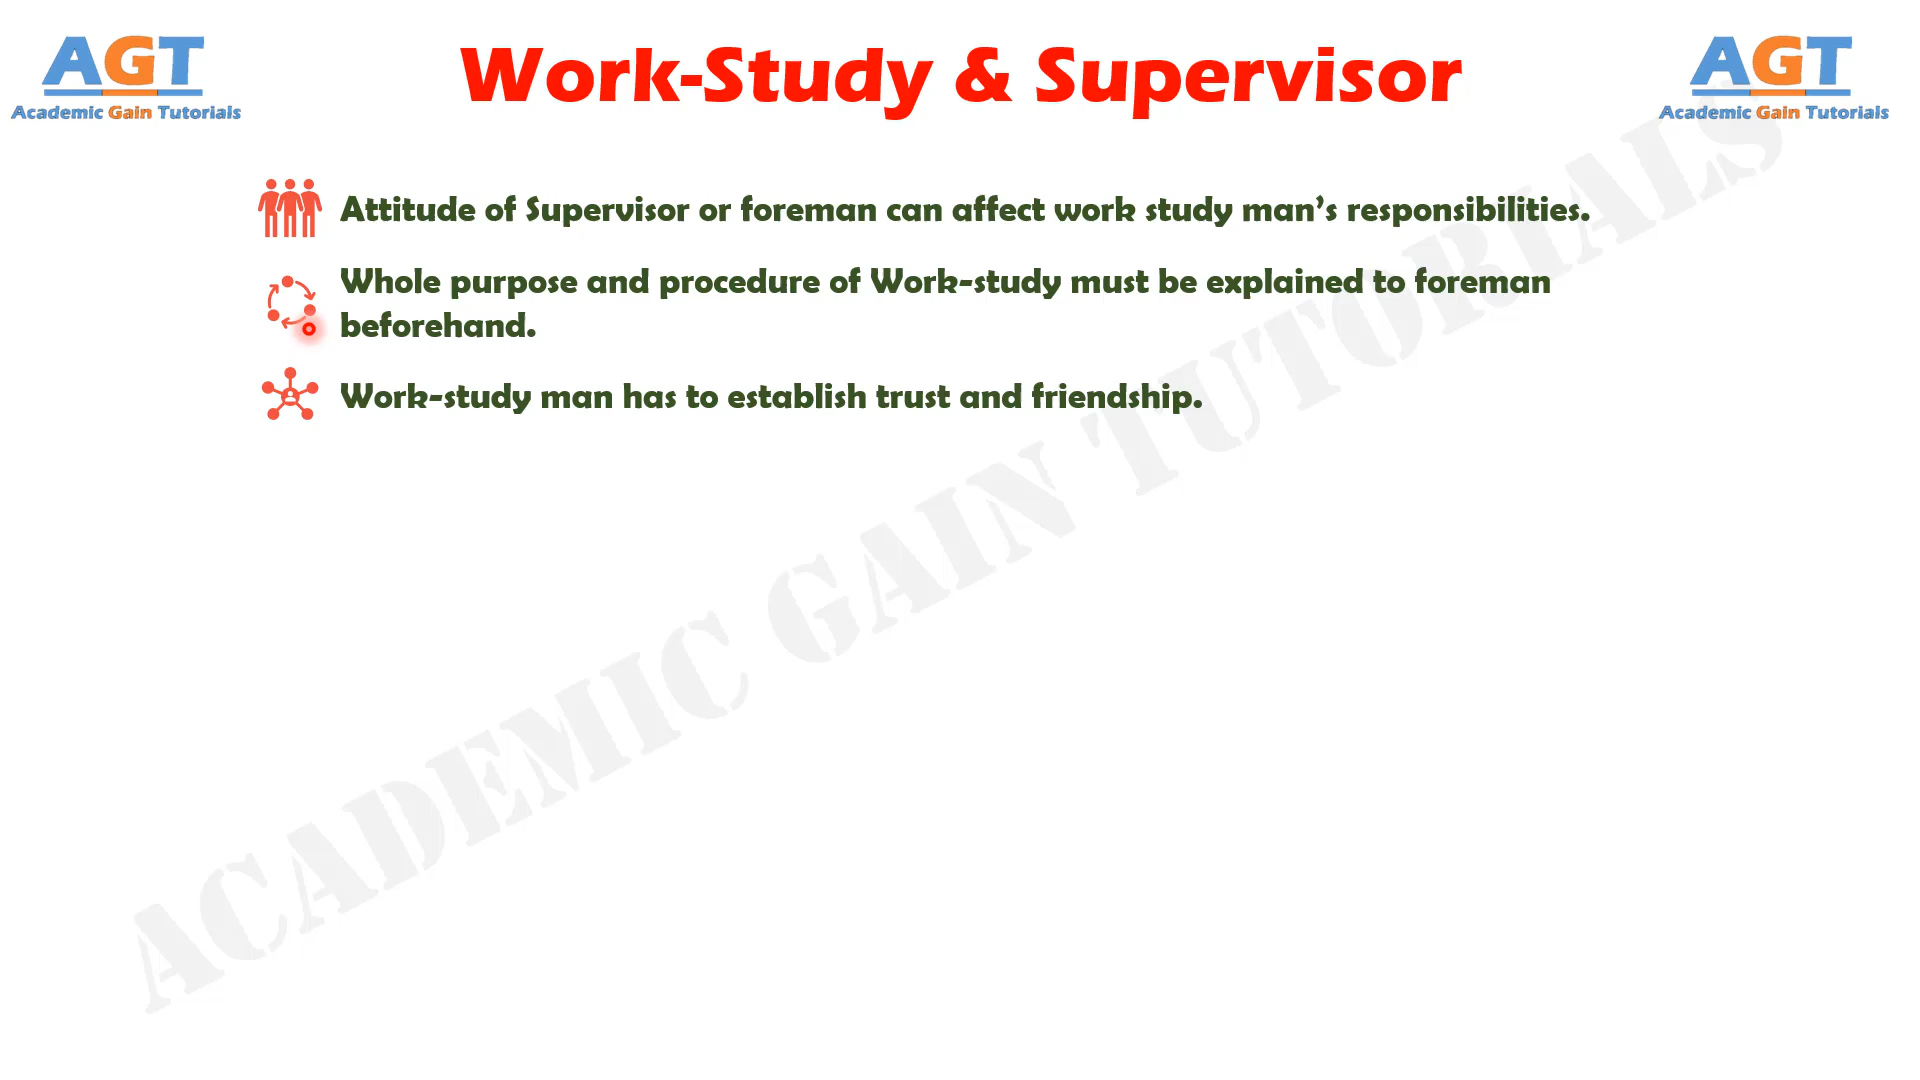 AGT
Academic Gain Tutorials
Work-Study & Supervisor
AGT
Academic Gain Tutorials
Attitude of Supervisor or foreman can affect work study man’s responsibilities.
Whole purpose and procedure of Work-study must be explained to foreman
beforehand.
Work-study man has to establish trust and friendship.
ACADEMIC GAIN TUTORIALS